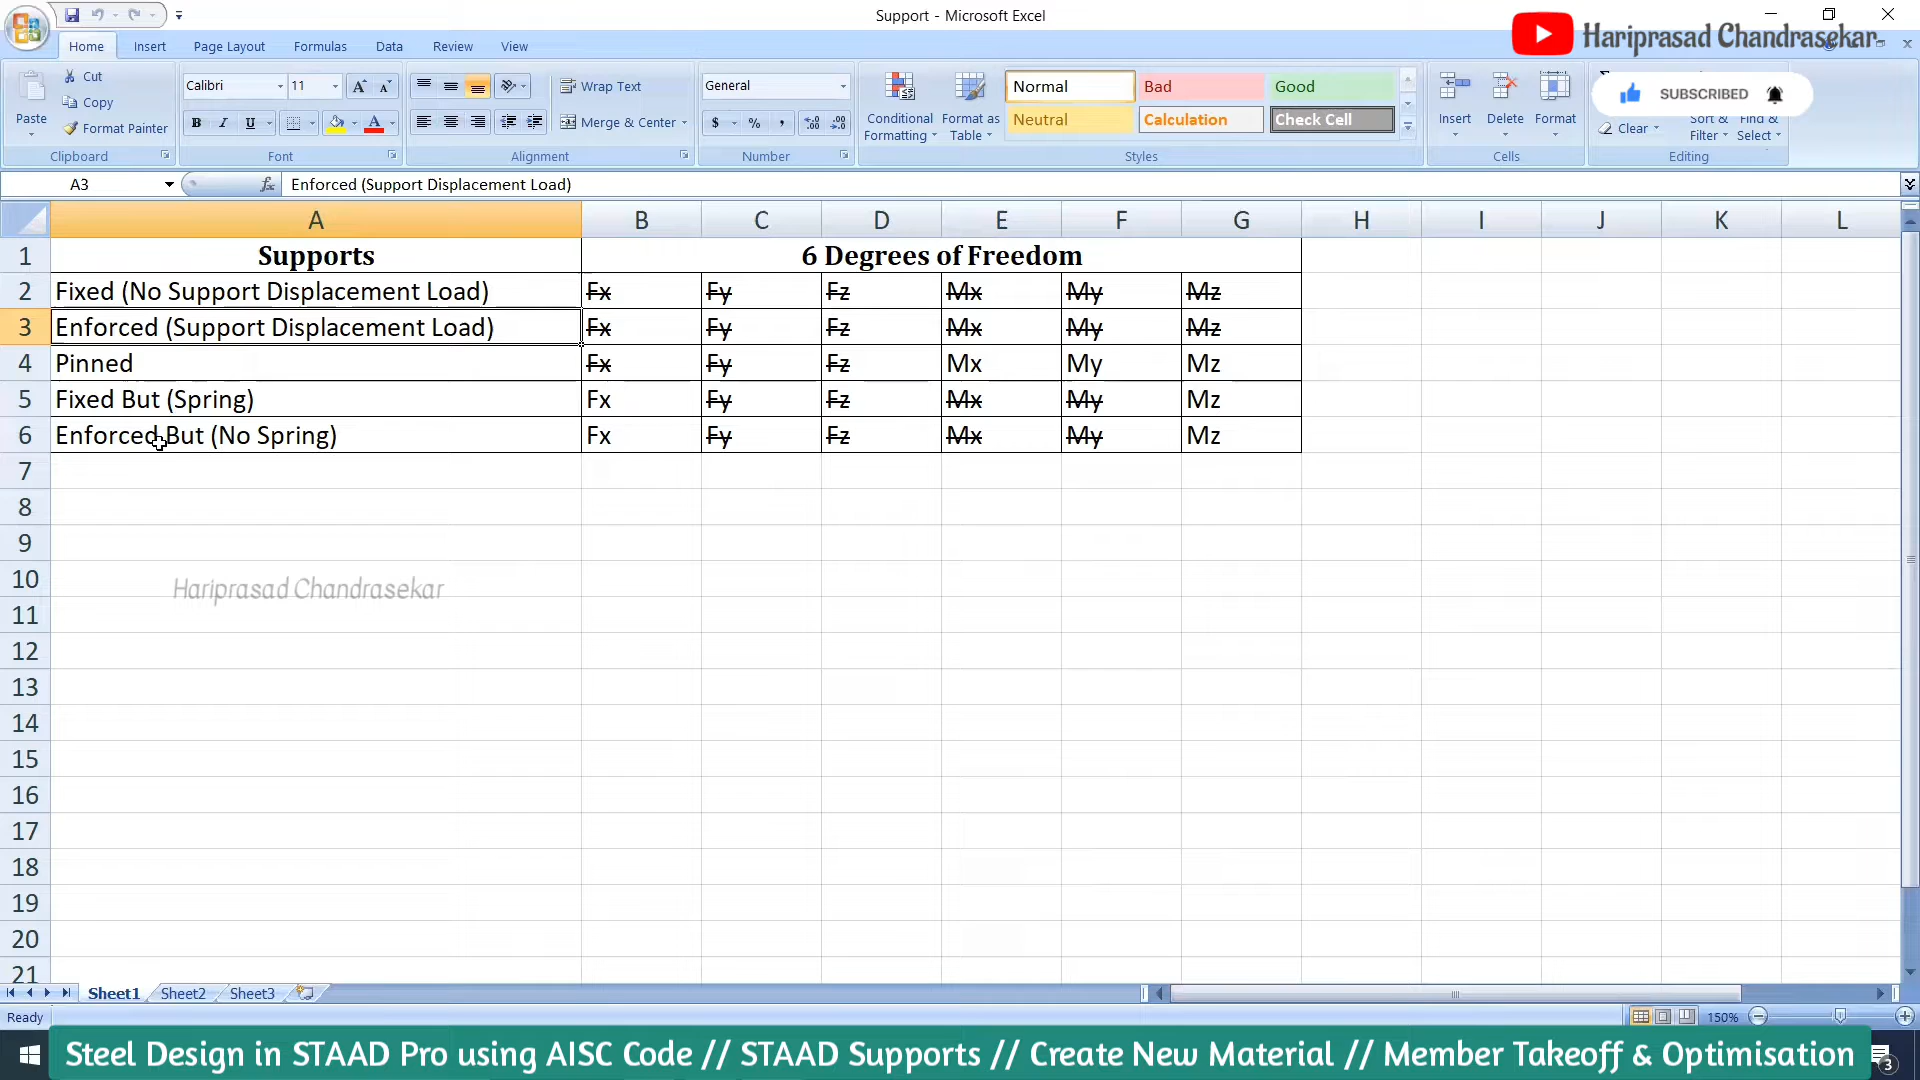 Support - Microsoft Excel
Hariprasad Chandrasekar
Home Insert Page Layout Formulas Data Review View
Paste
Cut
Copy
Format Painter
Clipboard
Calibri 11
B I U
Font
Wrap Text
Merge & Center
Alignment
General
$ % ,
Number
Conditional Formatting
Format as Table
Normal Bad Good
Neutral Calculation Check Cell
Styles
Insert Delete Format
Cells
SUBSCRIBED
Clear
Sort & Filter
Find & Select
Editing
A3 fx Enforced (Support Displacement Load)
A B C D E F G H I J K L
1 Supports 6 Degrees of Freedom
2 Fixed (No Support Displacement Load) Fx Fy Fz Mx My Mz
3 Enforced (Support Displacement Load) Fx Fy Fz Mx My Mz
4 Pinned Fx Fy Fz Mx My Mz
5 Fixed But (Spring) Fx Fy Fz Mx My Mz
6 Enforced But (No Spring) Fx Fy Fz Mx My Mz
7
8
9
10
Hariprasad Chandrasekar
11
12
13
14
15
16
17
18
19
20
21
Sheet1 Sheet2 Sheet3
Ready 150%
Steel Design in STAAD Pro using AISC Code // STAAD Supports // Create New Material // Member Takeoff & Optimisation
3